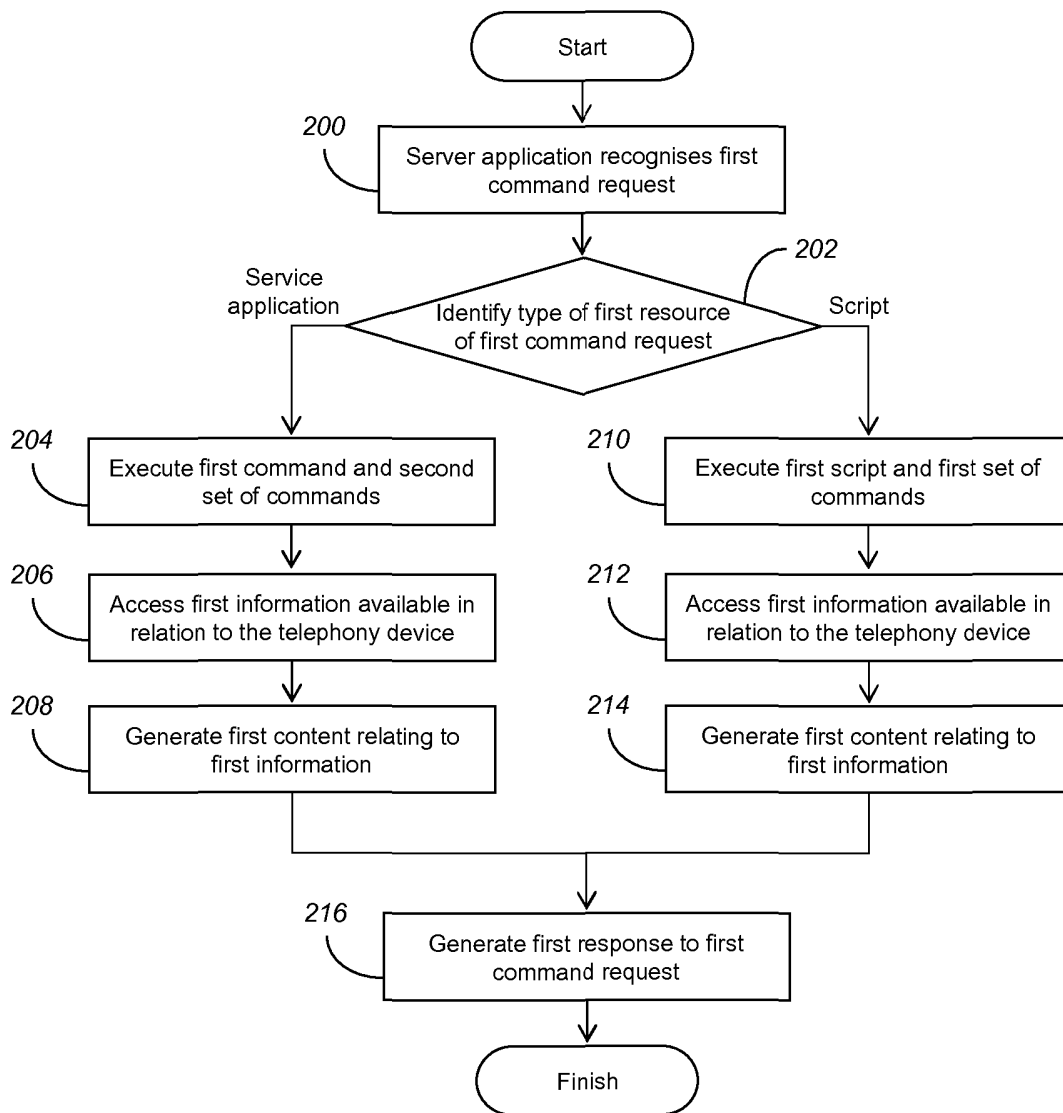 Start
200
Server application recognises first
command request
202
Service
application
Identify type of first resource
of first command request
Script
204
Execute first command and second
set of commands
210
Execute first script and first set of
commands
206
Access first information available in
relation to the telephony device
212
Access first information available in
relation to the telephony device
208
Generate first content relating to
first information
214
Generate first content relating to
first information
216
Generate first response to first
command request
Finish